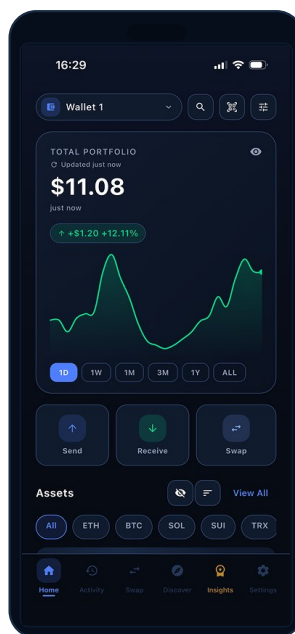 16:29
Wallet 1
TOTAL PORTFOLIO
Updated just now
$11.08
just now
↑ +$1.20 +12.11%
1D 1W 1M 3M 1Y ALL
Send Receive Swap
Assets View All
All ETH BTC SOL SUI TRX
Home Activity Swap Discover Insights Settings